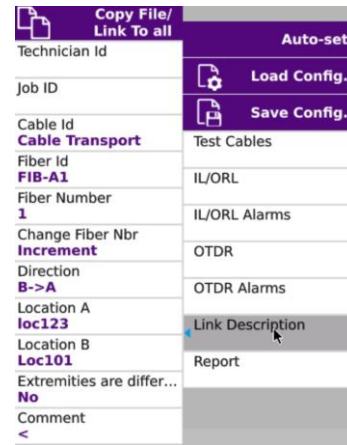 Copy File/
Link To all
Technician Id
Job ID
Cable Id
Cable Transport
Fiber Id
FIB-A1
Fiber Number
1
Change Fiber Nbr
Increment
Direction
B->A
Location A
loc123
Location B
Loc101
Extremities are differ...
No
Comment
<
Auto-set
Load Config.
Save Config.
Test Cables
IL/ORL
IL/ORL Alarms
OTDR
OTDR Alarms
Link Description
Report